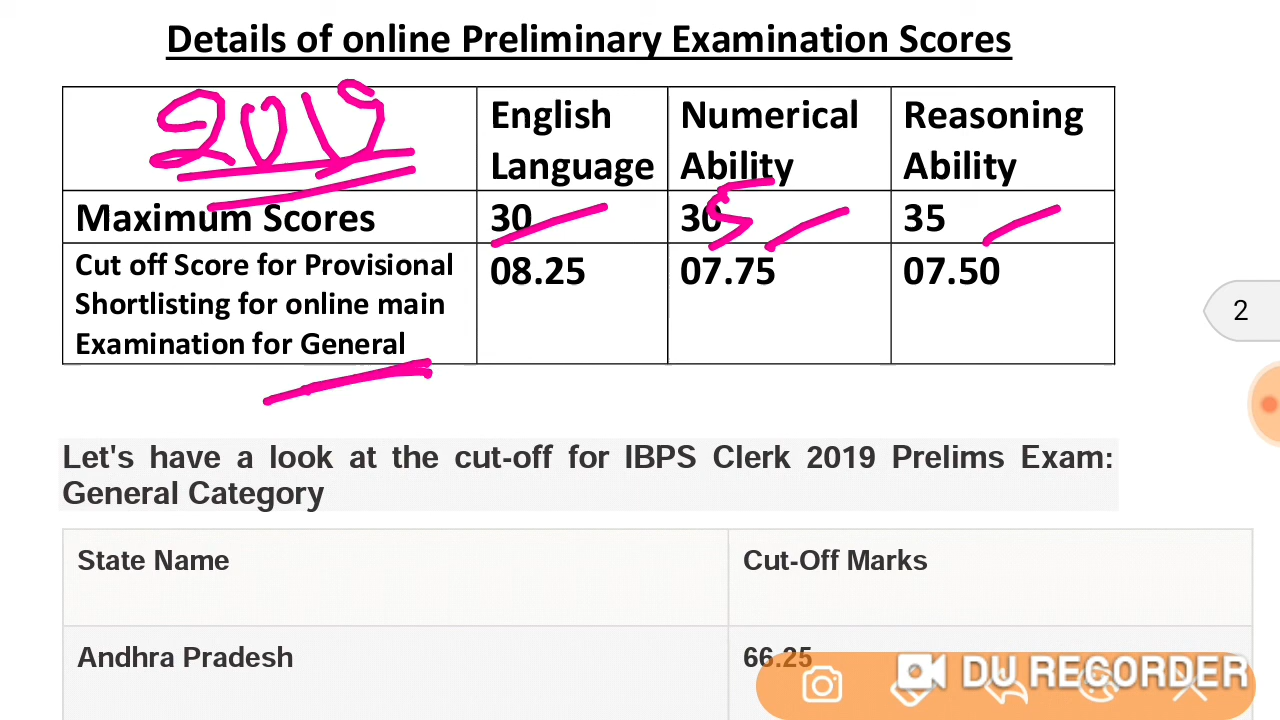 Details of online Preliminary Examination Scores
2019
English Language
Numerical Ability
Reasoning Ability
Maximum Scores 30 305 35
Cut off Score for Provisional Shortlisting for online main Examination for General 08.25 07.75 07.50
2
Let's have a look at the cut-off for IBPS Clerk 2019 Prelims Exam:
General Category
State Name Cut-Off Marks
Andhra Pradesh 66.25
DU RECORDER